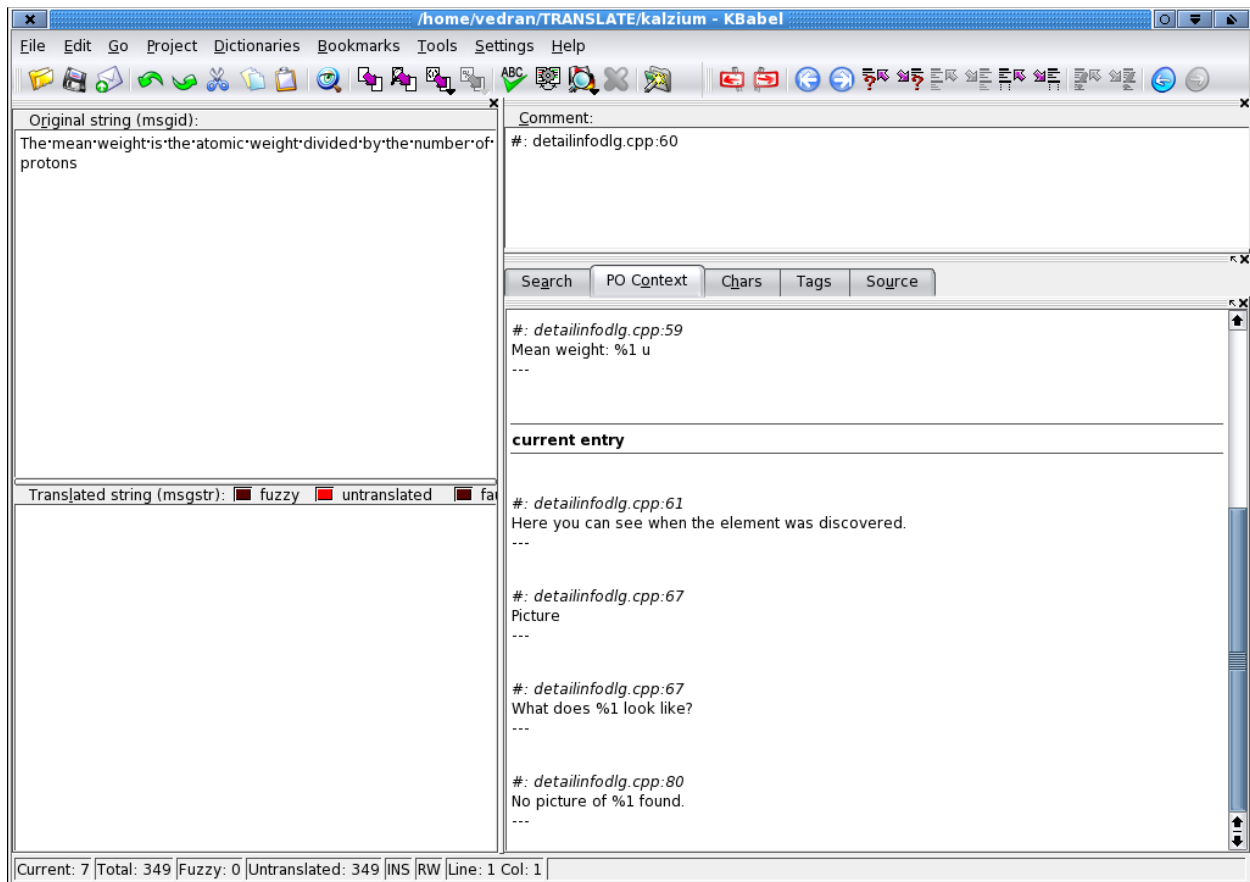 /home/vedran/TRANSLATE/kalzium - KBabel
File Edit Go Project Dictionaries Bookmarks Tools Settings Help
ABC
Original string (msgid):
The·mean·weight·is·the·atomic·weight·divided·by·the·number·of·
protons
Translated string (msgstr): fuzzy untranslated fau
Comment:
#: detailinfodlg.cpp:60
Search PO Context Chars Tags Source
#: detailinfodlg.cpp:59
Mean weight: %1 u
---
current entry
#: detailinfodlg.cpp:61
Here you can see when the element was discovered.
---
#: detailinfodlg.cpp:67
Picture
---
#: detailinfodlg.cpp:67
What does %1 look like?
---
#: detailinfodlg.cpp:80
No picture of %1 found.
---
Current: 7 Total: 349 Fuzzy: 0 Untranslated: 349 INS RW Line: 1 Col: 1